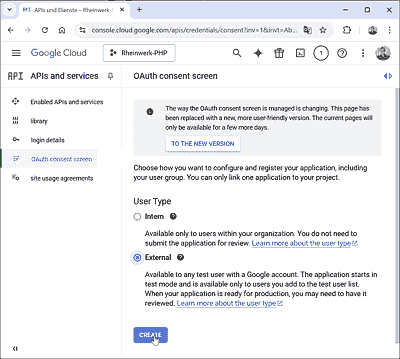 APIs und Dienste – Rheinwerk-P
console.cloud.google.com/apis/credentials/consent?inv=1&invt=Ab...
Google Cloud
Rheinwerk-PHP
1
API APIs and services
OAuth consent screen
Enabled APIs and services
library
login details
OAuth consent screen
site usage agreements
The way the OAuth consent screen is managed is changing. This page has
been replaced with a new, more user-friendly version. The current pages will
only be available for a few more days.
TO THE NEW VERSION
Choose how you want to configure and register your application, including
your user group. You can only link one application to your project.
User Type
Intern
Available only to users within your organization. You do not need to
submit the application for review. Learn more about the user type
External
Available to any test user with a Google account. The application starts in
test mode and is available only to users you add to the test user list.
When your application is ready for production, you may need to have it
reviewed. Learn more about the user type
CREATE